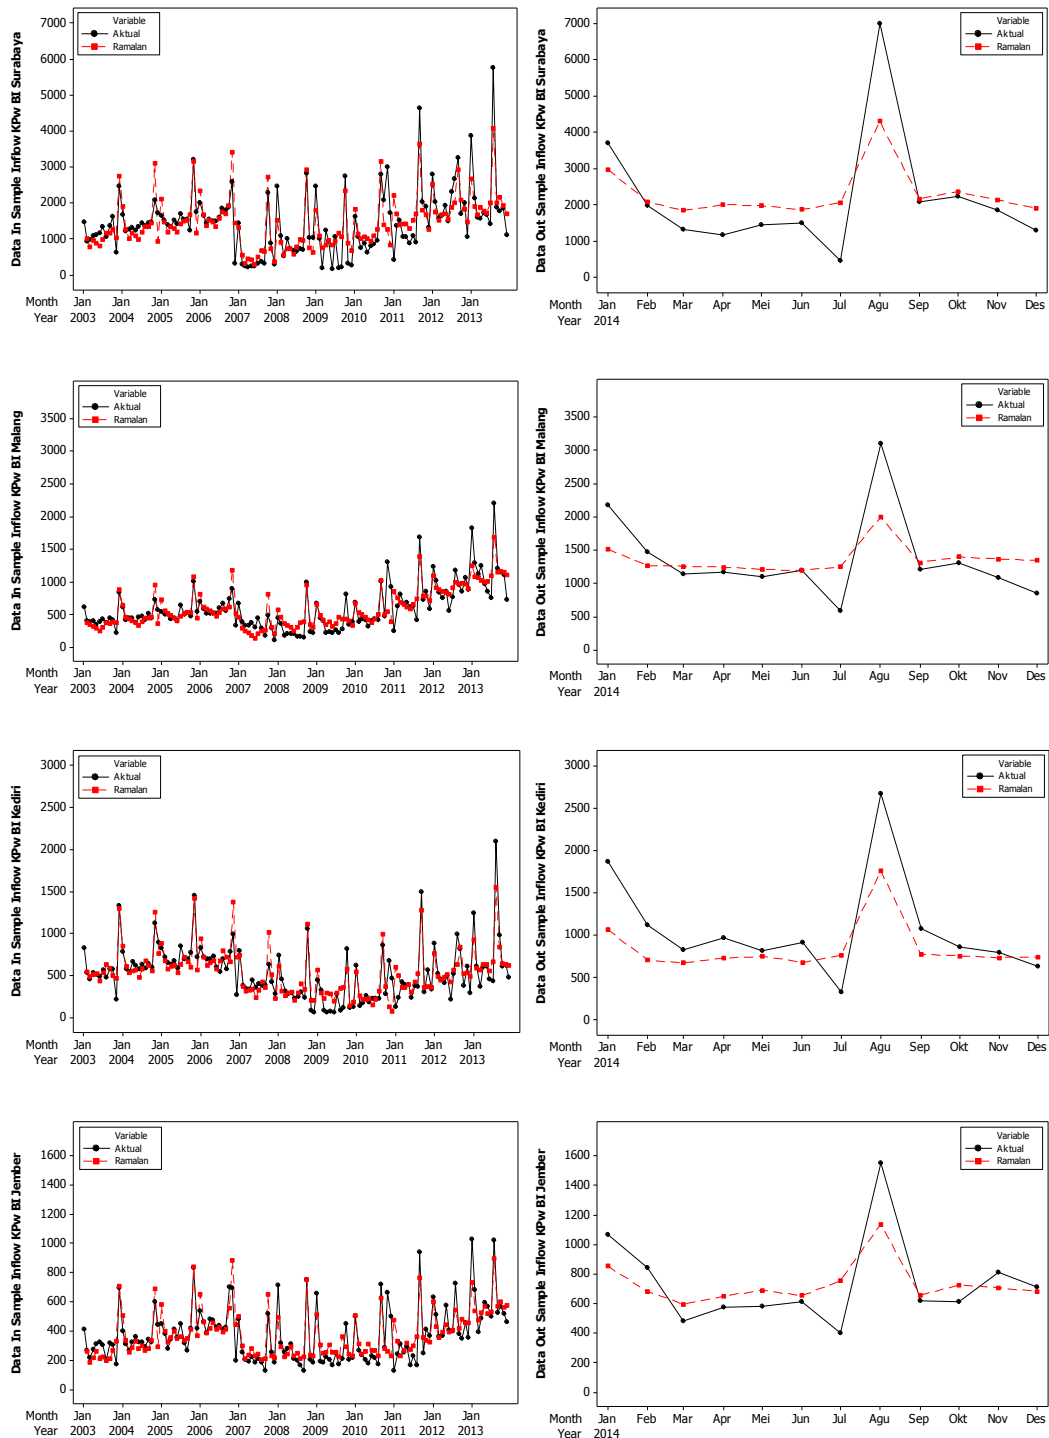 Data In Sample Inflow KPw BI Surabaya
7000
6000
5000
4000
3000
2000
1000
0
Variable
Aktual
Ramalan
Month Jan Jan Jan Jan Jan Jan Jan Jan Jan Jan Jan
Year 2003 2004 2005 2006 2007 2008 2009 2010 2011 2012 2013
Data Out Sample Inflow KPw BI Surabaya
7000
6000
5000
4000
3000
2000
1000
0
Variable
Aktual
Ramalan
Month Jan Feb Mar Apr Mei Jun Jul Agu Sep Okt Nov Des
Year 2014
Data In Sample Inflow KPw BI Malang
3500
3000
2500
2000
1500
1000
500
0
Variable
Aktual
Ramalan
Month Jan Jan Jan Jan Jan Jan Jan Jan Jan Jan Jan
Year 2003 2004 2005 2006 2007 2008 2009 2010 2011 2012 2013
Data Out Sample Inflow KPw BI Malang
3500
3000
2500
2000
1500
1000
500
0
Variable
Aktual
Ramalan
Month Jan Feb Mar Apr Mei Jun Jul Agu Sep Okt Nov Des
Year 2014
Data In Sample Inflow KPw BI Kediri
3000
2500
2000
1500
1000
500
0
Variable
Aktual
Ramalan
Month Jan Jan Jan Jan Jan Jan Jan Jan Jan Jan Jan
Year 2003 2004 2005 2006 2007 2008 2009 2010 2011 2012 2013
Data Out Sample Inflow KPw BI Kediri
3000
2500
2000
1500
1000
500
0
Variable
Aktual
Ramalan
Month Jan Feb Mar Apr Mei Jun Jul Agu Sep Okt Nov Des
Year 2014
Data In Sample Inflow KPw BI Jember
1600
1400
1200
1000
800
600
400
200
0
Variable
Aktual
Ramalan
Month Jan Jan Jan Jan Jan Jan Jan Jan Jan Jan Jan
Year 2003 2004 2005 2006 2007 2008 2009 2010 2011 2012 2013
Data Out Sample Inflow KPw BI Jember
1600
1400
1200
1000
800
600
400
200
0
Variable
Aktual
Ramalan
Month Jan Feb Mar Apr Mei Jun Jul Agu Sep Okt Nov Des
Year 2014